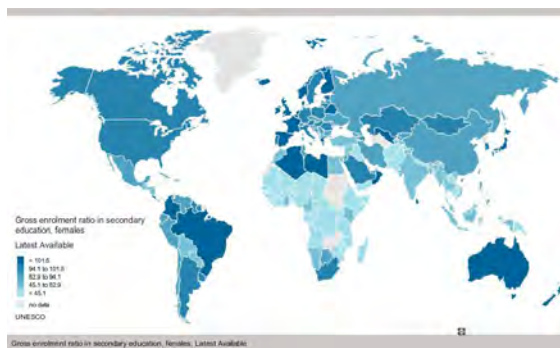 Gross enrolment ratio in secondary
education, females
Latest Available
> 101.6
94.1 to 101.6
82.9 to 94.1
45.1 to 82.9
< 45.1
no data
UNESCO
Gross enrolment ratio in secondary education, females, Latest Available